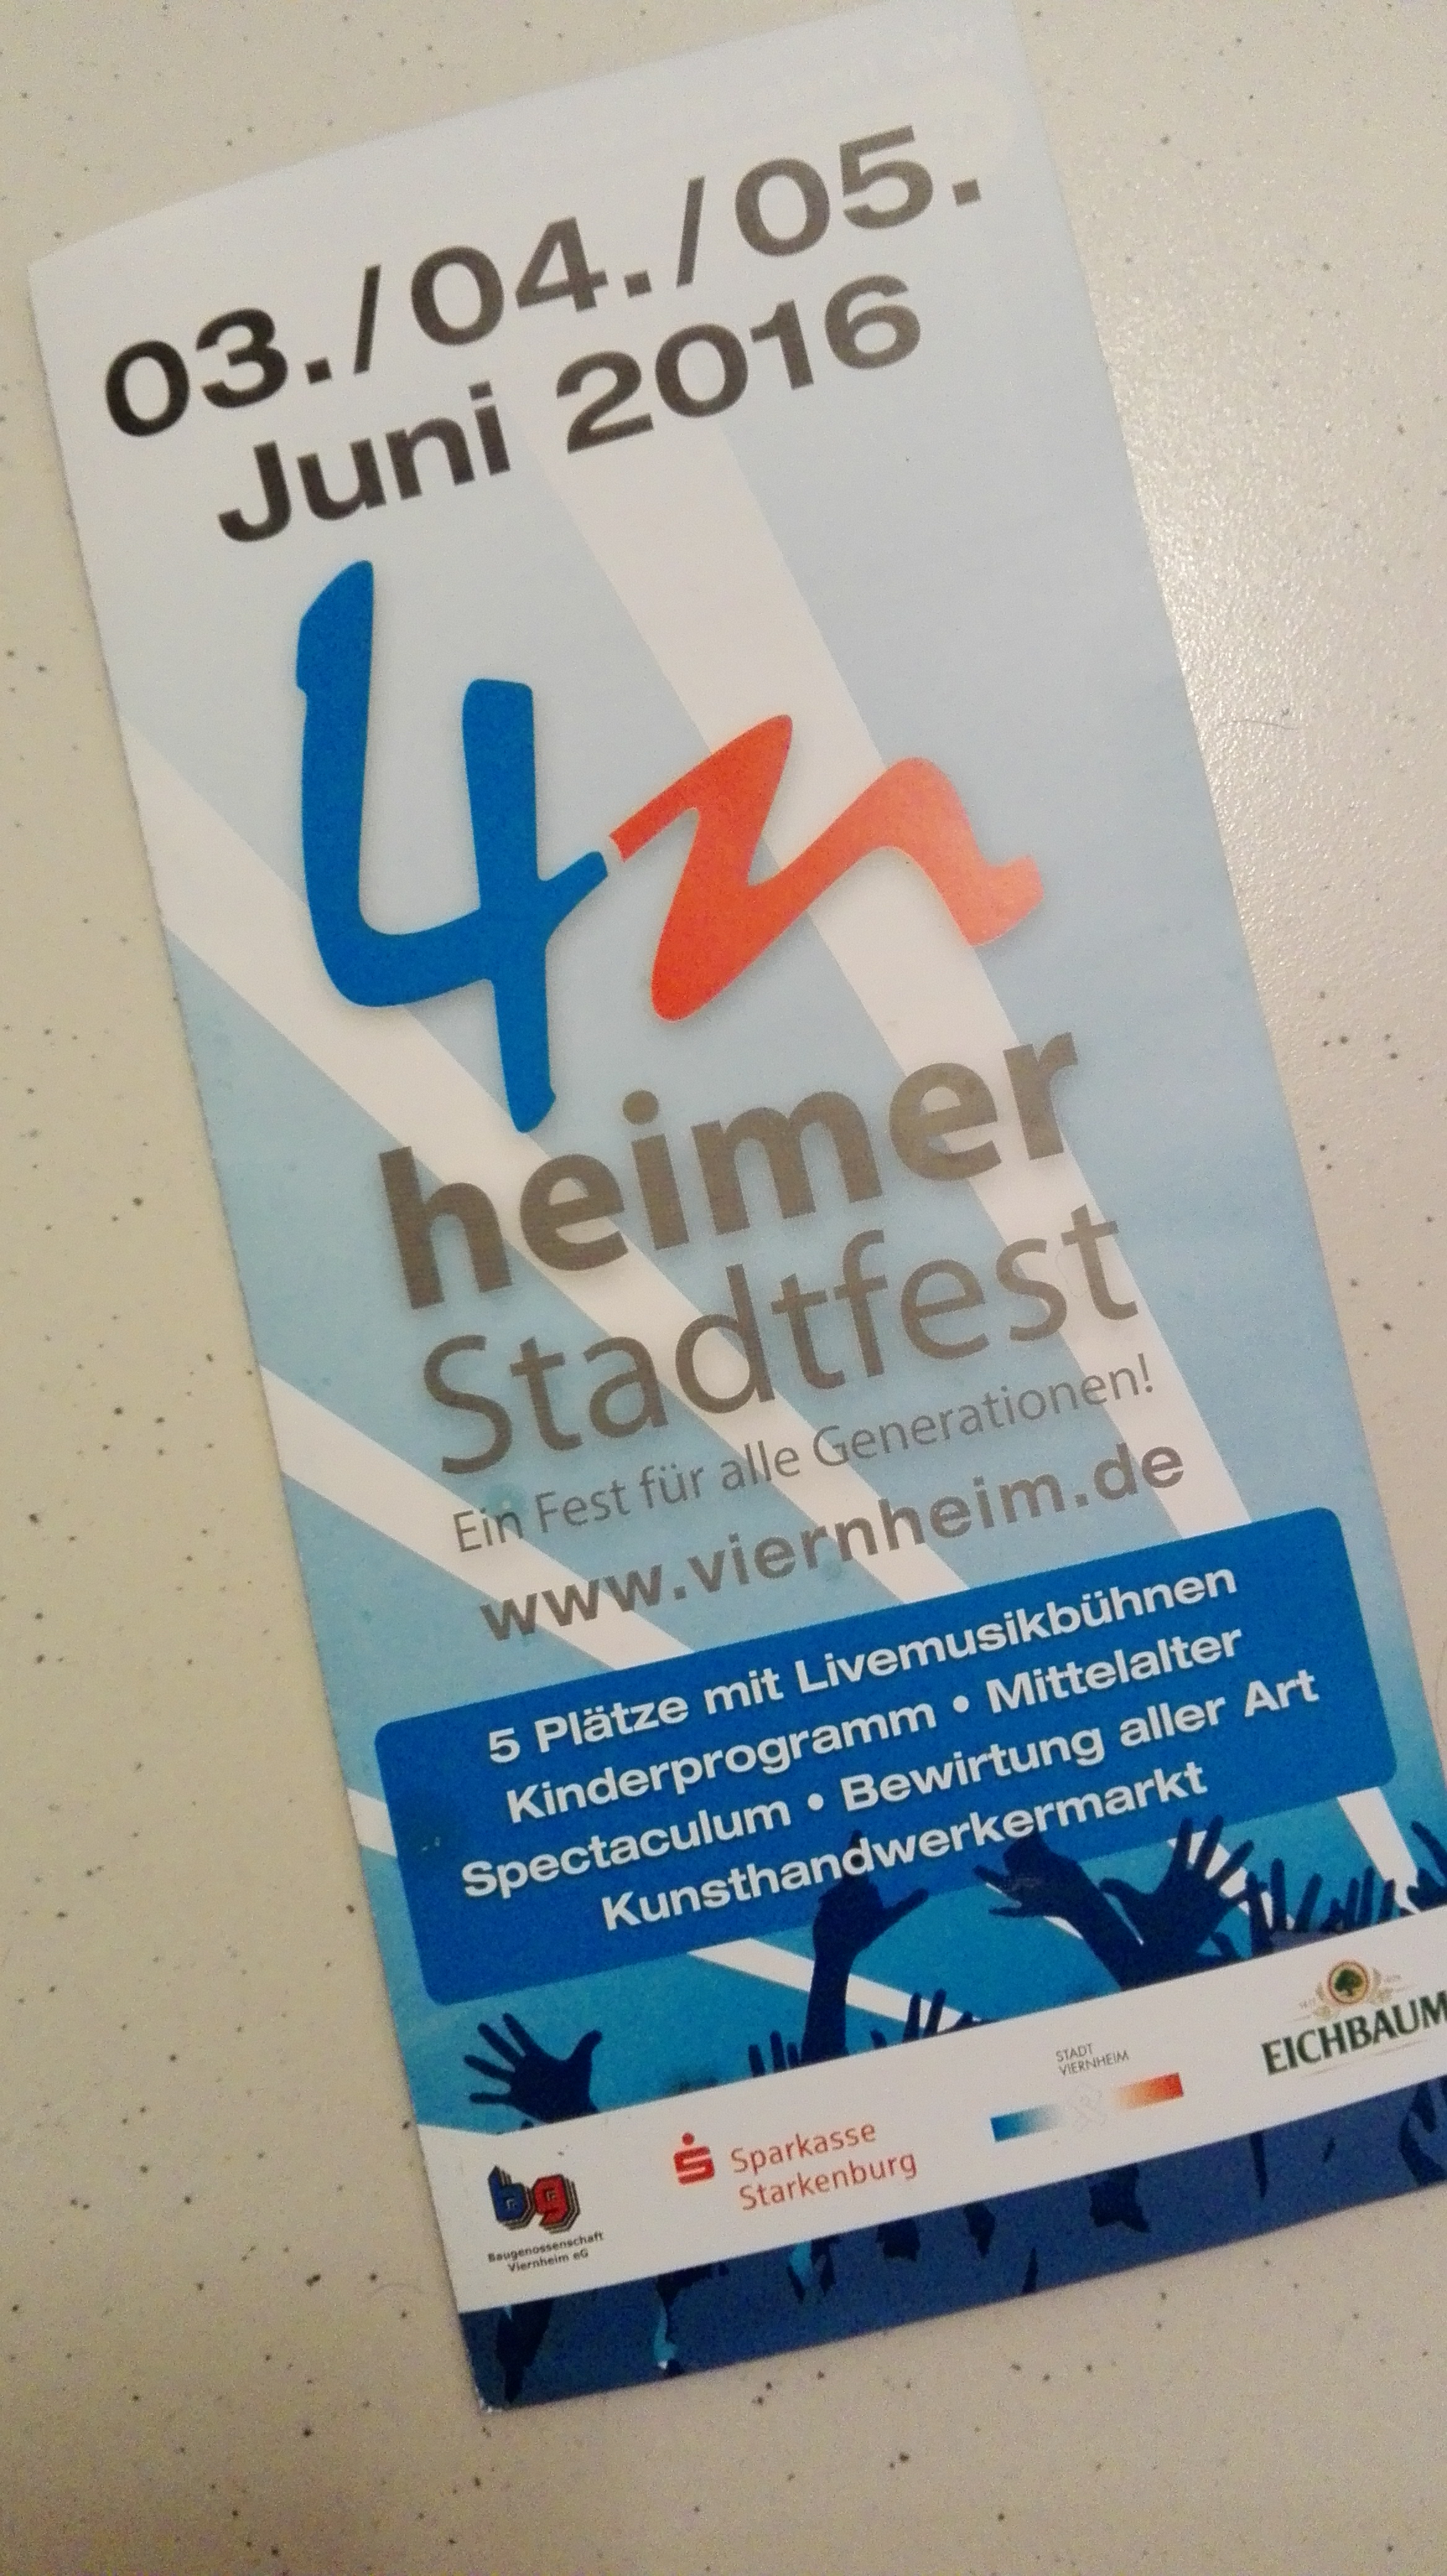 03./04./05.
Juni 2016
4n
heimer
Stadtfest
Ein Fest für alle Generationen!
www.viernheim.de
5 Plätze mit Livemusikbühnen
Kinderprogramm • Mittelalter
Spectaculum • Bewirtung aller Art
Kunsthandwerkermarkt
bg
Baugenossenschaft
Viernheim eG
Sparkasse
Starkenburg
STADT
VIERNHEIM
EICHBAUM